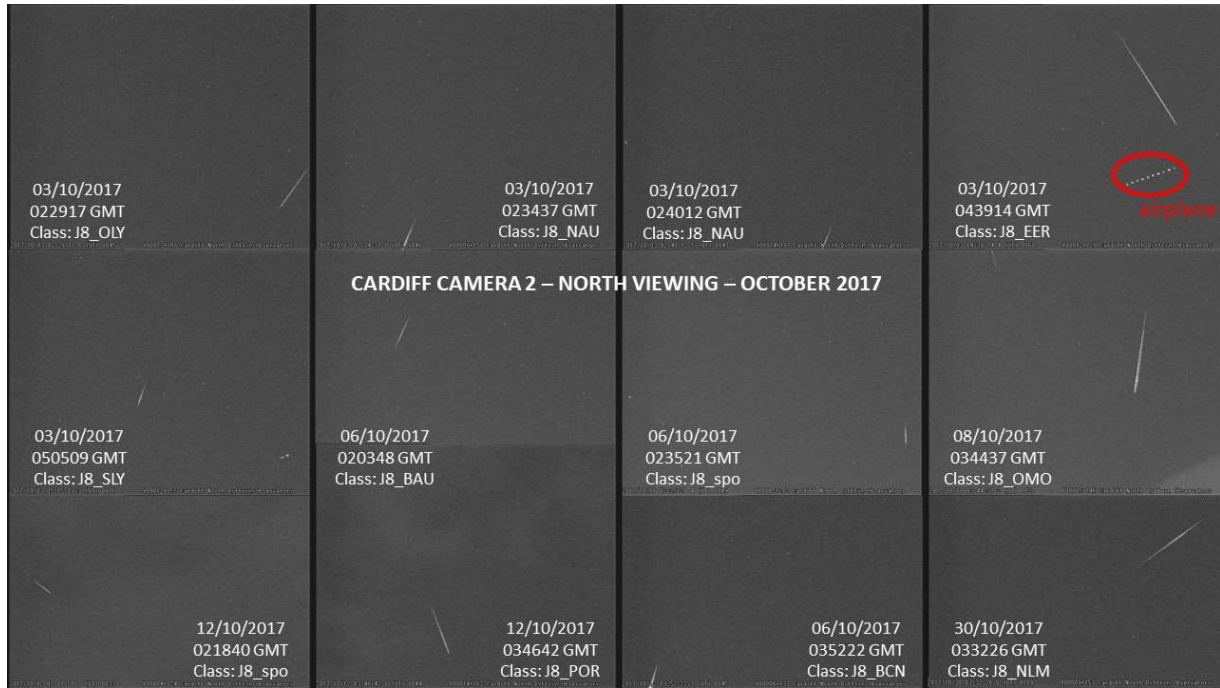 03/10/2017
022917 GMT
Class: J8_OLY
03/10/2017
023437 GMT
Class: J8_NAU
03/10/2017
024012 GMT
Class: J8_NAU
03/10/2017
043914 GMT
Class: J8_EER
airplane
CARDIFF CAMERA 2 – NORTH VIEWING – OCTOBER 2017
03/10/2017
050509 GMT
Class: J8_SLY
06/10/2017
020348 GMT
Class: J8_BAU
06/10/2017
023521 GMT
Class: J8_spo
08/10/2017
034437 GMT
Class: J8_OMO
12/10/2017
021840 GMT
Class: J8_spo
12/10/2017
034642 GMT
Class: J8_POR
06/10/2017
035222 GMT
Class: J8_BCN
30/10/2017
033226 GMT
Class: J8_NLM